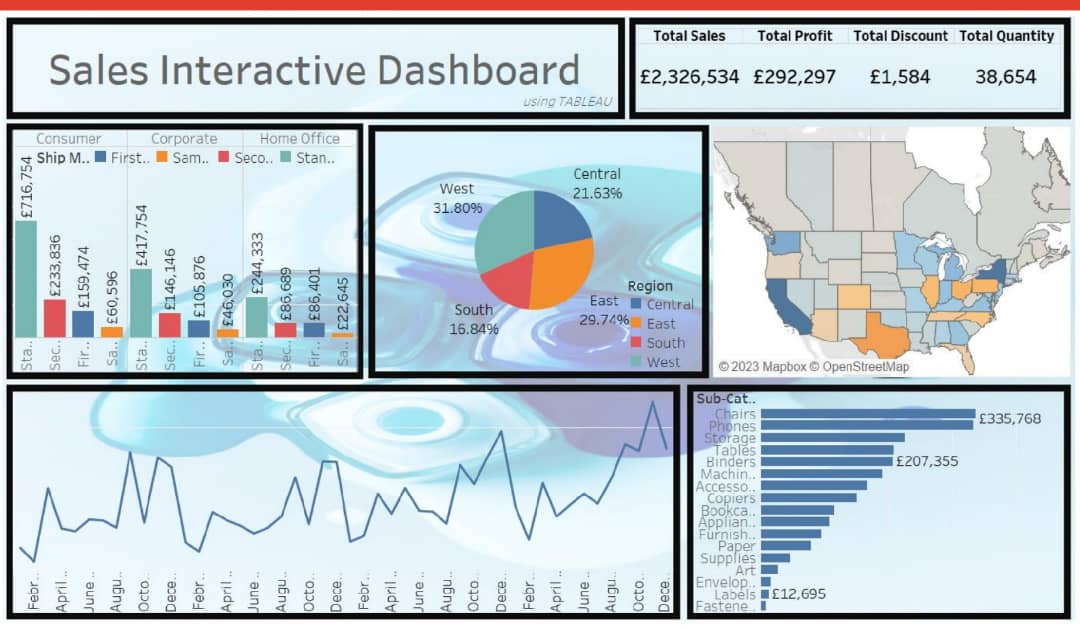 Sales Interactive Dashboard
using TABLEAU
Total Sales Total Profit Total Discount Total Quantity
£2,326,534 £292,297 £1,584 38,654
Consumer Corporate Home Office
Ship M.. First.. Sam.. Seco.. Stan..
£716,754
£233,836
£159,474
£60,596
£417,754
£146,146
£105,876
£46,030
£244,333
£86,689
£86,401
£22,645
Sta..
Sec..
Fir..
Sa..
Sta..
Sec..
Fir..
Sa..
Sta..
Sec..
Fir..
Sa..
Central
21.63%
West
31.80%
South
16.84%
East
29.74%
Region
Central
East
South
West
© 2023 Mapbox © OpenStreetMap
Febr..
April ..
June ..
Augu..
Octo..
Dece..
Febr..
April ..
June ..
Augu..
Octo..
Dece..
Febr..
April ..
June ..
Augu..
Octo..
Dece..
Febr..
April ..
June ..
Augu..
Octo..
Dece..
Sub-Cat..
Chairs
Phones £335,768
Storage
Tables
Binders £207,355
Machin..
Accesso..
Copiers
Bookca..
Applian..
Furnish..
Paper
Supplies
Art
Envelop..
Labels £12,695
Fastene..